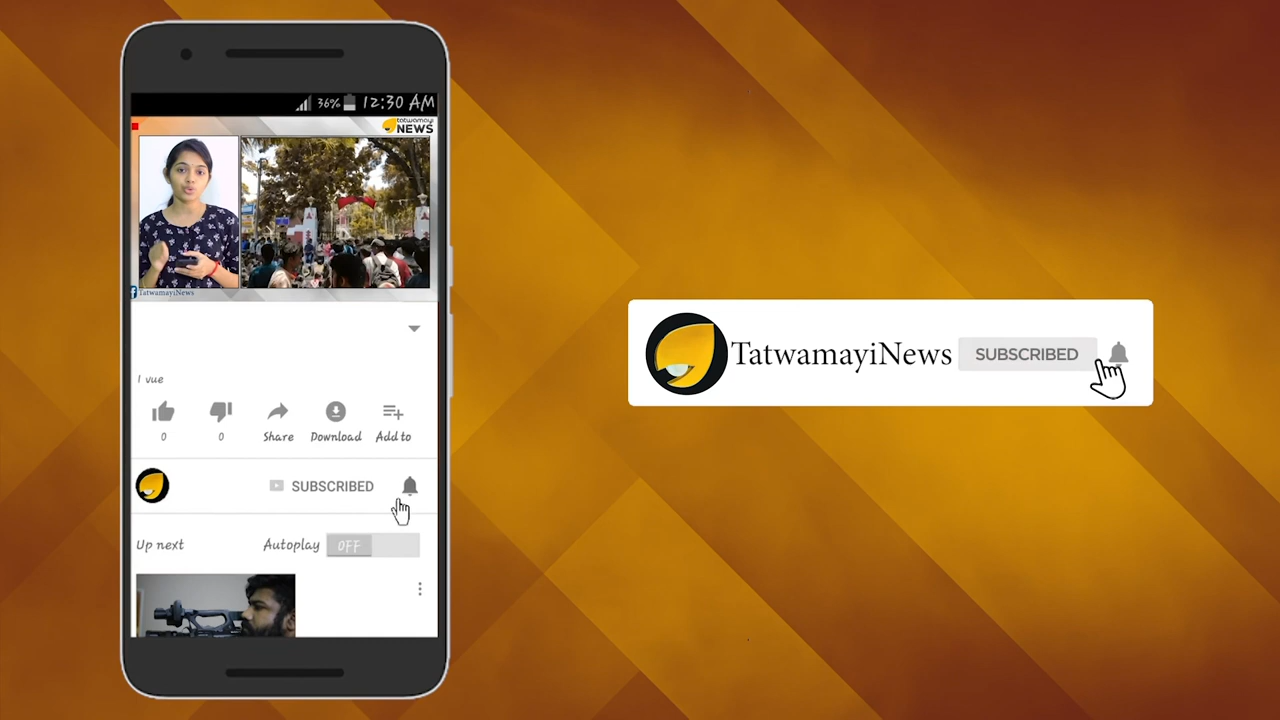 36% 12:30 AM
tatwamayi
NEWS
TatwamayiNews
1 vue
0 0 Share Download Add to
SUBSCRIBED
Up next Autoplay OFF
TatwamayiNews SUBSCRIBED